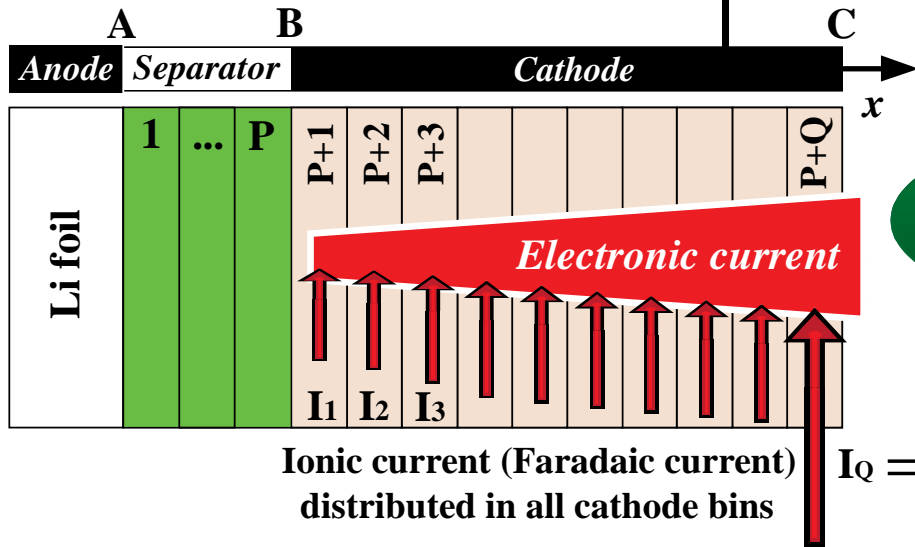 A B C
Anode Separator Cathode
x
1 ... P P+1 P+2 P+3 P+Q
Li foil
Electronic current
I1 I2 I3
Ionic current (Faradaic current) IQ =
distributed in all cathode bins